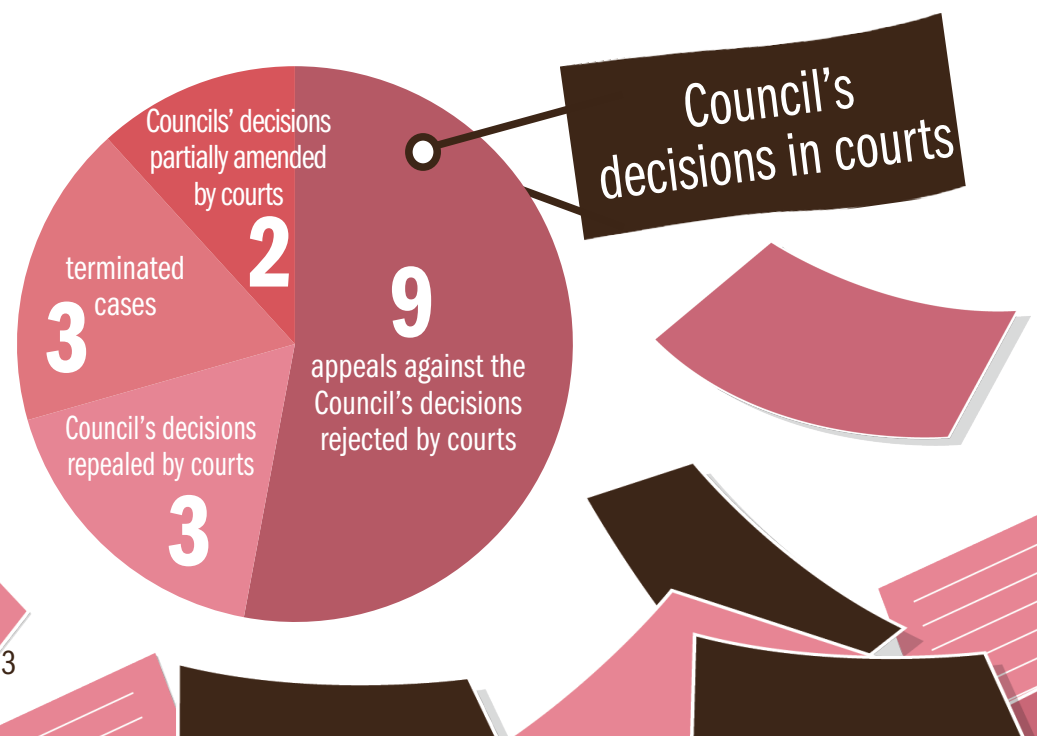 Council's
decisions in courts
Councils' decisions
partially amended
by courts
2
terminated
cases
3
9
appeals against the
Council's decisions
rejected by courts
Council's decisions
repealed by courts
3
3